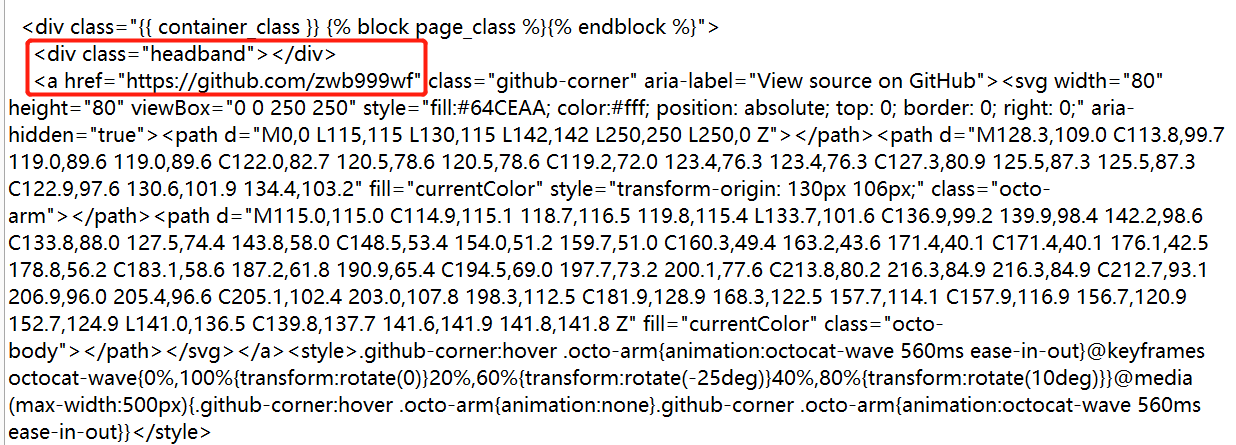 <div class="{{ container_class }} {% block page_class %}{% endblock %}">
<div class="headband"></div>
<a href="https://github.com/zwb999wf" class="github-corner" aria-label="View source on GitHub"><svg width="80"
height="80" viewBox="0 0 250 250" style="fill:#64CEAA; color:#fff; position: absolute; top: 0; border: 0; right: 0;" aria-
hidden="true"><path d="M0,0 L115,115 L130,115 L142,142 L250,250 L250,0 Z"></path><path d="M128.3,109.0 C113.8,99.7
119.0,89.6 119.0,89.6 C122.0,82.7 120.5,78.6 120.5,78.6 C119.2,72.0 123.4,76.3 123.4,76.3 C127.3,80.9 125.5,87.3 125.5,87.3
C122.9,97.6 130.6,101.9 134.4,103.2" fill="currentColor" style="transform-origin: 130px 106px;" class="octo-
arm"></path><path d="M115.0,115.0 C114.9,115.1 118.7,116.5 119.8,115.4 L133.7,101.6 C136.9,99.2 139.9,98.4 142.2,98.6
C133.8,88.0 127.5,74.4 143.8,58.0 C148.5,53.4 154.0,51.2 159.7,51.0 C160.3,49.4 163.2,43.6 171.4,40.1 C171.4,40.1 176.1,42.5
178.8,56.2 C183.1,58.6 187.2,61.8 190.9,65.4 C194.5,69.0 197.7,73.2 200.1,77.6 C213.8,80.2 216.3,84.9 216.3,84.9 C212.7,93.1
206.9,96.0 205.4,96.6 C205.1,102.4 203.0,107.8 198.3,112.5 C181.9,128.9 168.3,122.5 157.7,114.1 C157.9,116.9 156.7,120.9
152.7,124.9 L141.0,136.5 C139.8,137.7 141.6,141.9 141.8,141.8 Z" fill="currentColor" class="octo-
body"></path></svg></a><style>.github-corner:hover .octo-arm{animation:octocat-wave 560ms ease-in-out}@keyframes
octocat-wave{0%,100%{transform:rotate(0)}20%,60%{transform:rotate(-25deg)}40%,80%{transform:rotate(10deg)}}@media
(max-width:500px){.github-corner:hover .octo-arm{animation:none}.github-corner .octo-arm{animation:octocat-wave 560ms
ease-in-out}}</style>